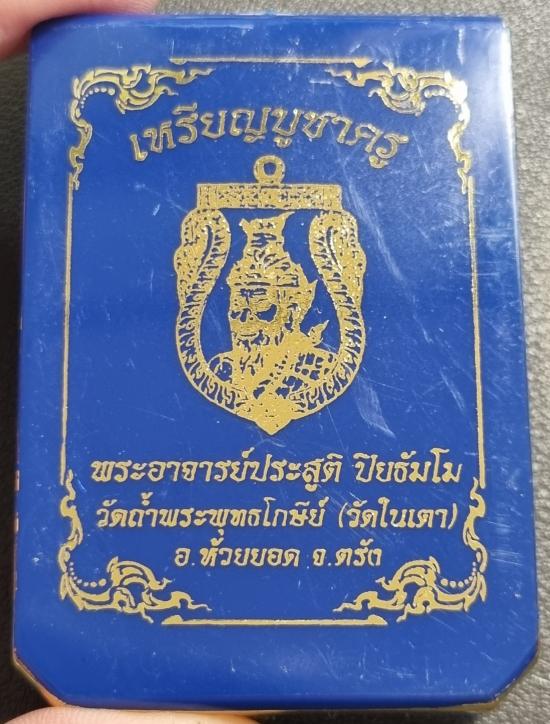 เหรียญบูชาครู
พระอาจารย์ประสูติ ปิยธัมโม
วัดถ้ำพระพุทธโกษีย์ (วัดในเตา)
อ.ห้วยยอด จ.ตรัง